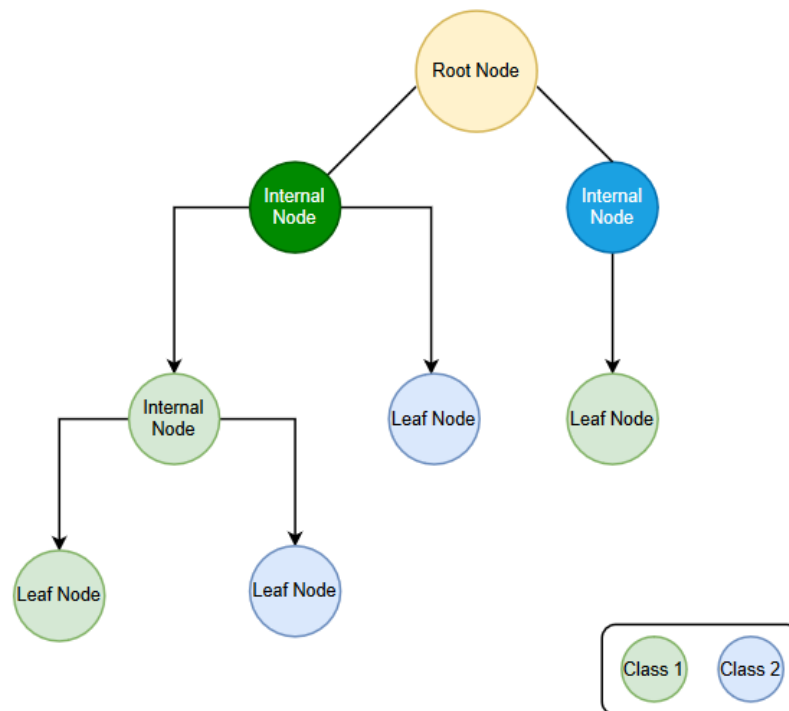 Root Node
Internal
Node
Internal
Node
Internal
Node
Leaf Node
Leaf Node
Leaf Node
Leaf Node
Class 1
Class 2